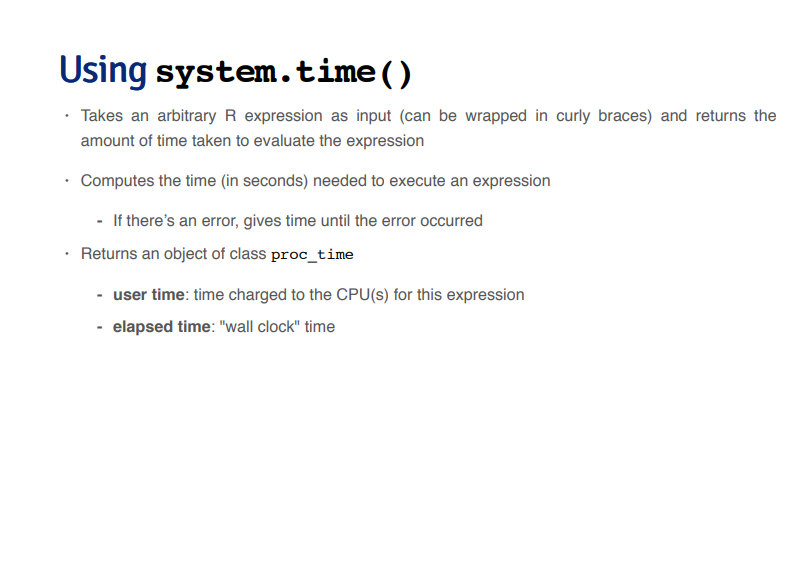 Using system.time()
· Takes an arbitrary R expression as input (can be wrapped in curly braces) and returns the
amount of time taken to evaluate the expression
· Computes the time (in seconds) needed to execute an expression
- If there’s an error, gives time until the error occurred
· Returns an object of class proc_time
- user time: time charged to the CPU(s) for this expression
- elapsed time: "wall clock" time